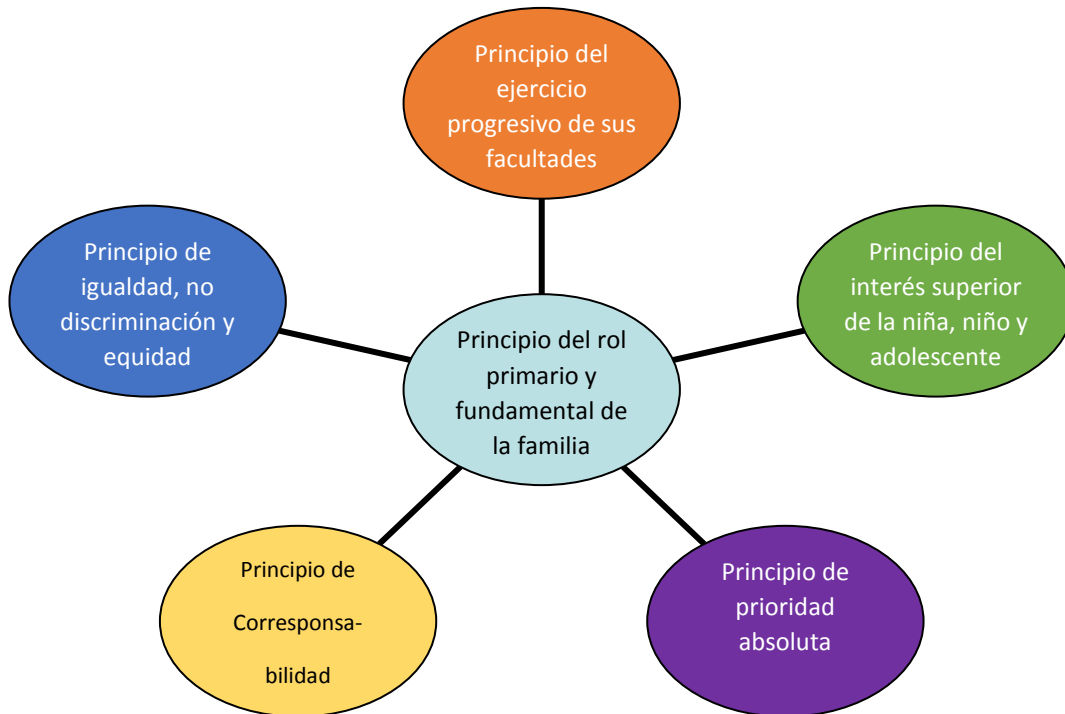 Principio del
ejercicio
progresivo de sus
facultades
Principio de
igualdad, no
discriminación y
equidad
Principio del
interés superior
de la niña, niño y
adolescente
Principio del rol
primario y
fundamental de
la familia
Principio de
Corresponsa-
bilidad
Principio de
prioridad
absoluta